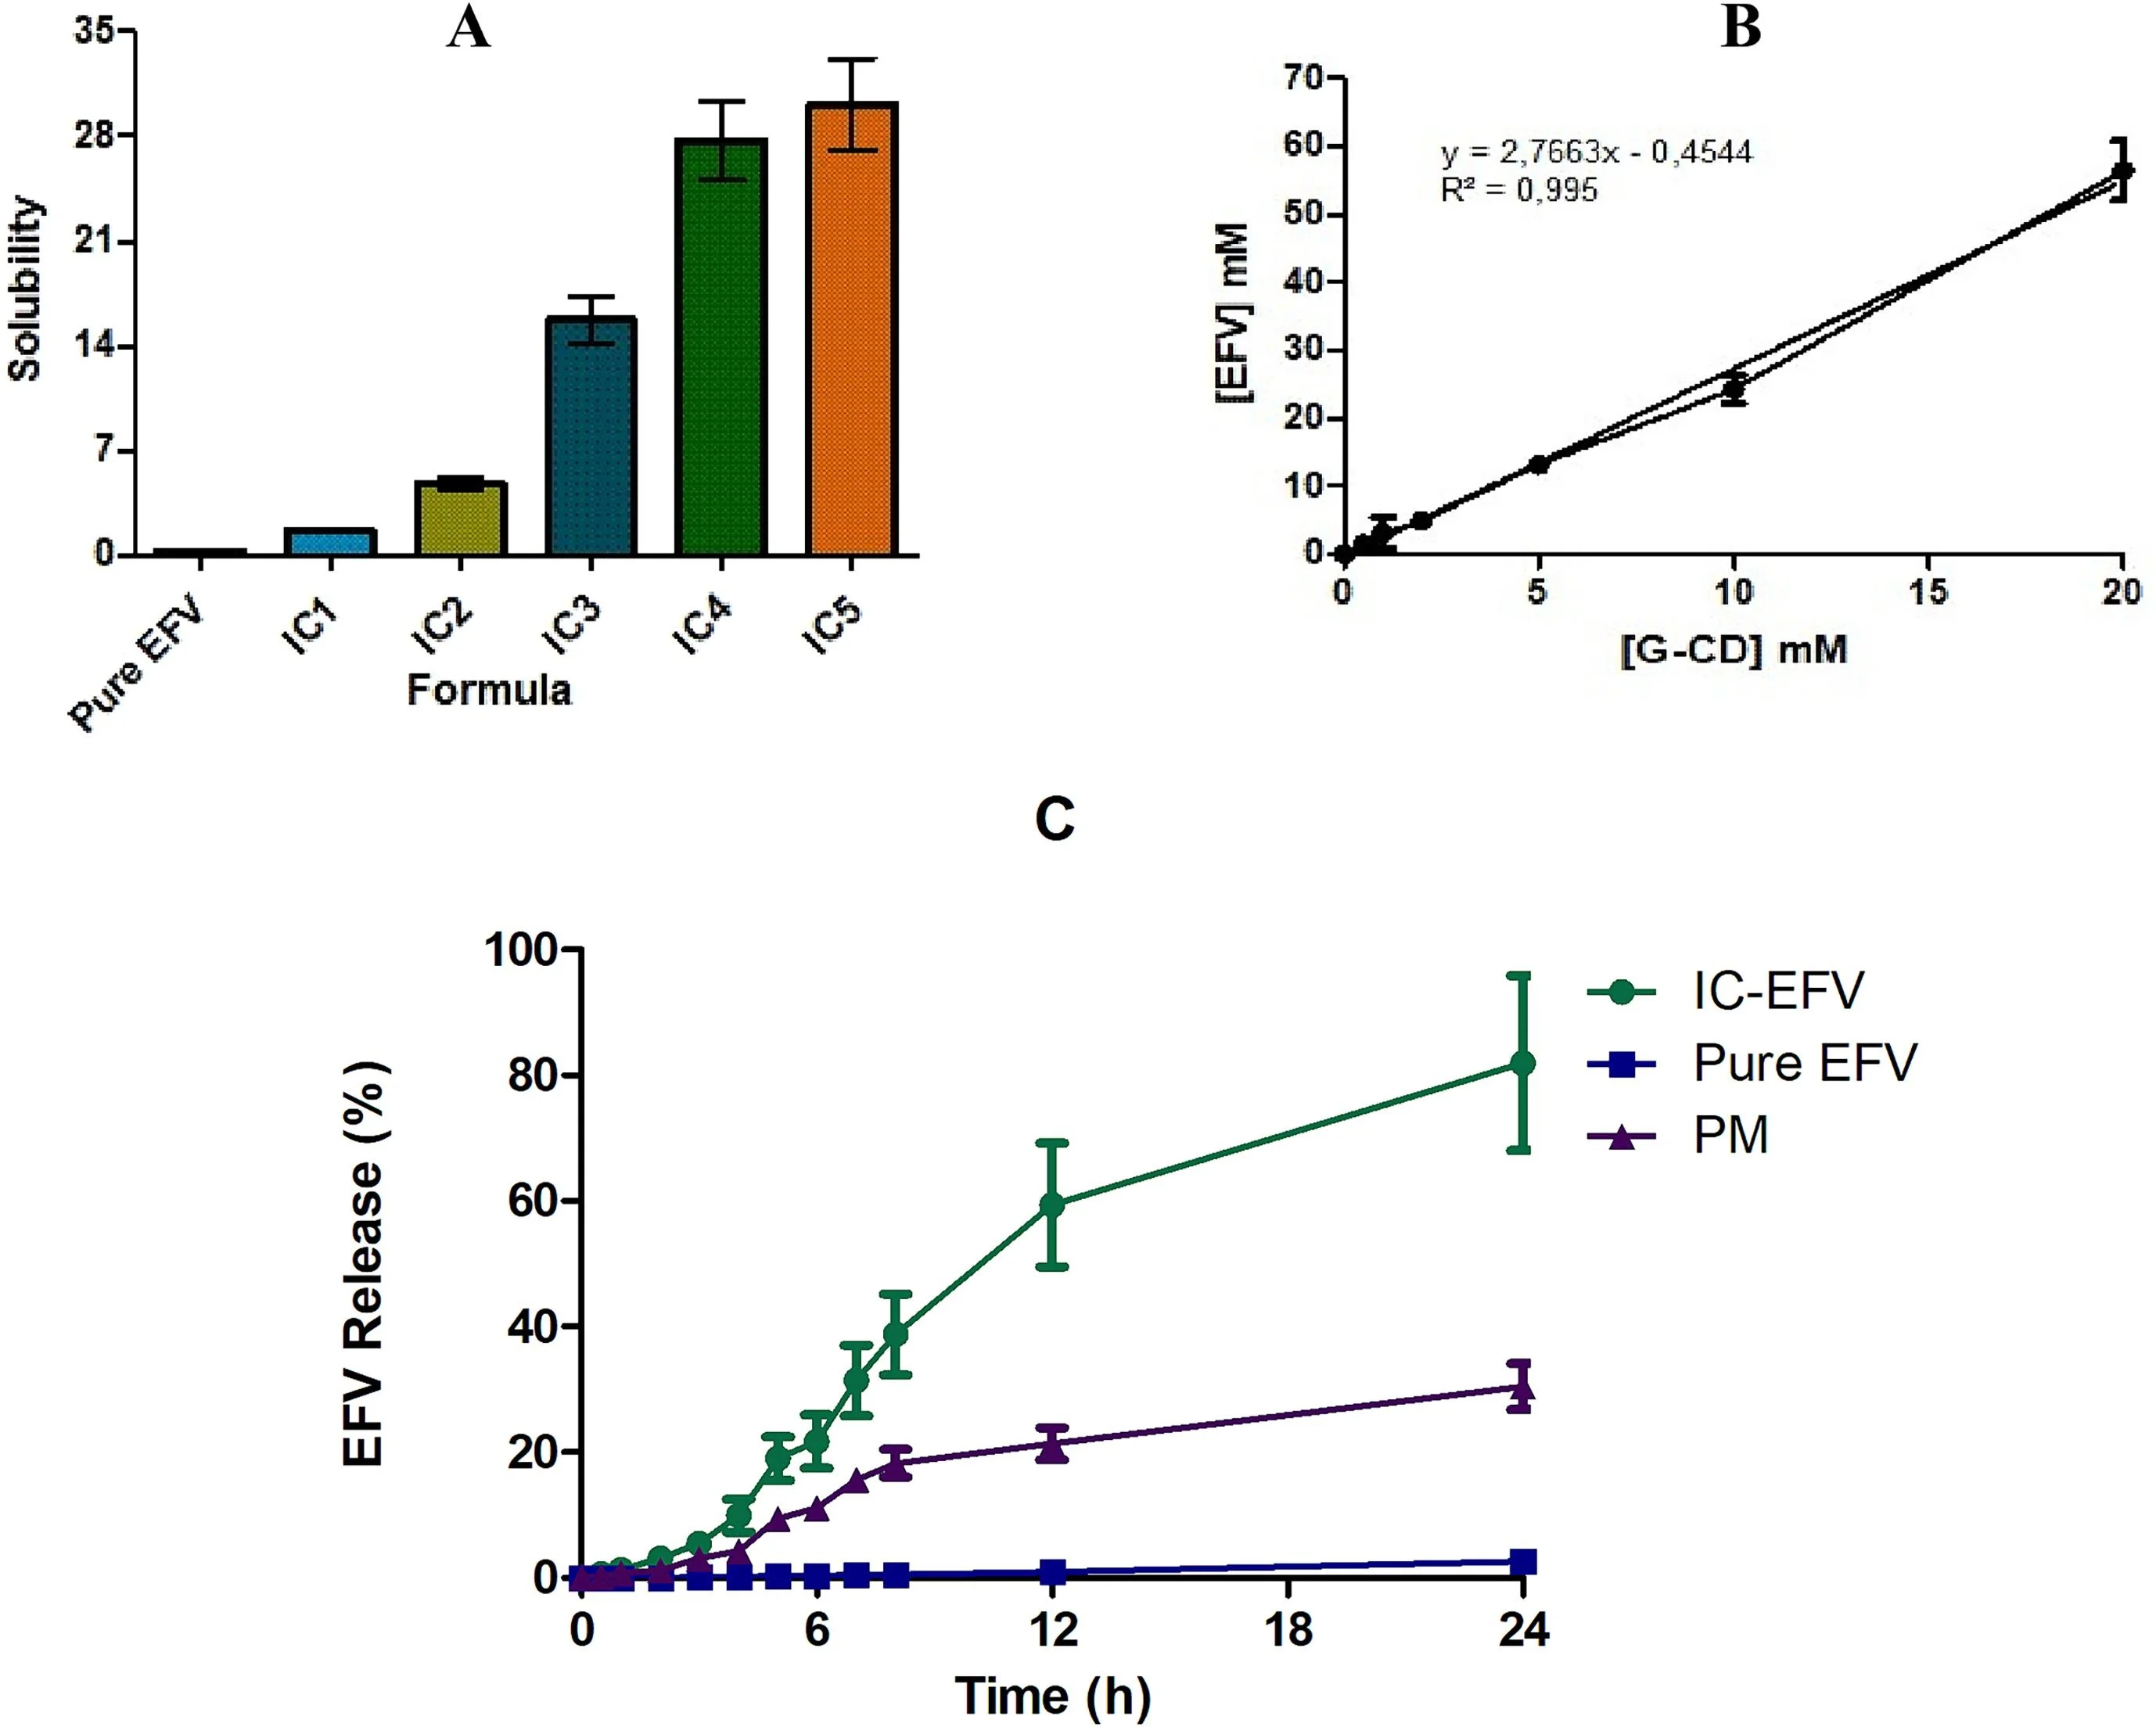 A
35
28
21
14
7
0
Solubility
Pure EFV
IC1
IC2
IC3
IC4
IC5
Formula
B
70
60
50
40
30
20
10
0
[EFV] mM
y = 2,7663x - 0,4544
R² = 0,995
0
5
10
15
20
[G-CD] mM
C
100
80
60
40
20
0
EFV Release (%)
IC-EFV
Pure EFV
PM
0
6
12
18
24
Time (h)